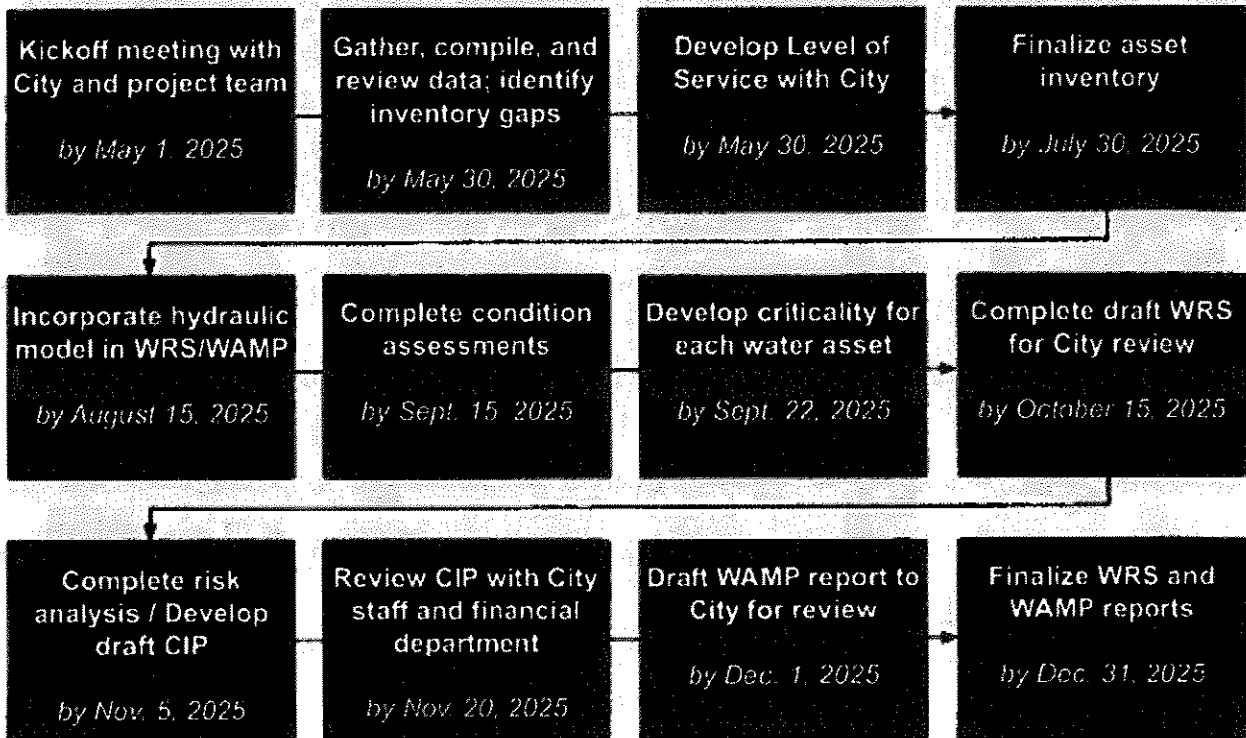 Kickoff meeting with
City and project team
by May 1, 2025
Gather, compile, and
review data; identify
inventory gaps
by May 30, 2025
Develop Level of
Service with City
by May 30, 2025
Finalize asset
inventory
by July 30, 2025
Incorporate hydraulic
model in WRS/WAMP
by August 15, 2025
Complete condition
assessments
by Sept. 15, 2025
Develop criticality for
each water asset
by Sept. 22, 2025
Complete draft WRS
for City review
by October 15, 2025
Complete risk
analysis / Develop
draft CIP
by Nov. 5, 2025
Review CIP with City
staff and financial
department
by Nov. 20, 2025
Draft WAMP report to
City for review
by Dec. 1, 2025
Finalize WRS and
WAMP reports
by Dec. 31, 2025